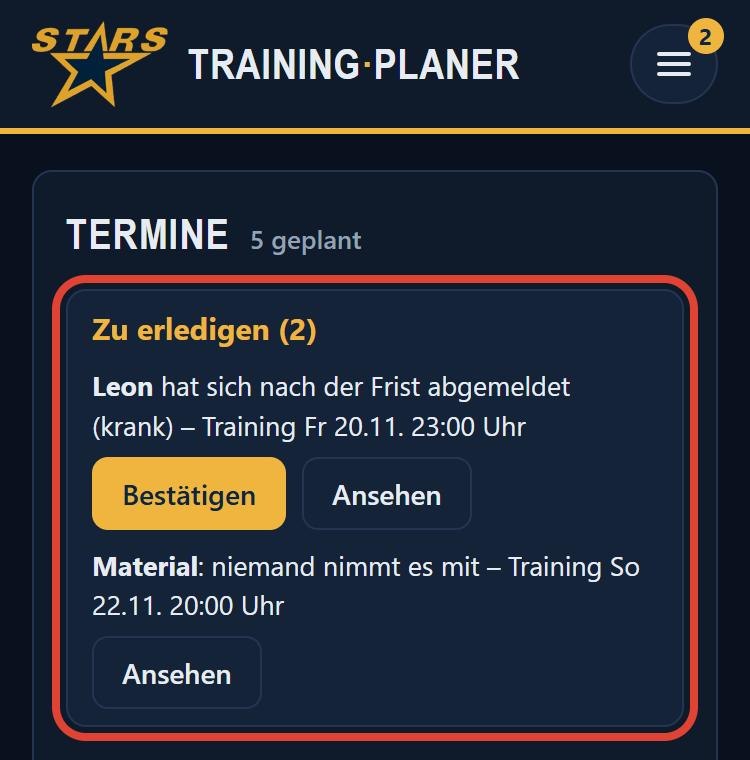 STARS
TRAINING·PLANER
2
TERMINE 5 geplant
Zu erledigen (2)
Leon hat sich nach der Frist abgemeldet
(krank) – Training Fr 20.11. 23:00 Uhr
Bestätigen Ansehen
Material: niemand nimmt es mit – Training So
22.11. 20:00 Uhr
Ansehen